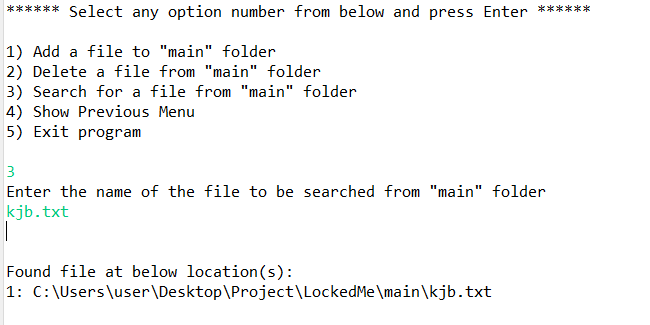 ****** Select any option number from below and press Enter ******
1) Add a file to "main" folder
2) Delete a file from "main" folder
3) Search for a file from "main" folder
4) Show Previous Menu
5) Exit program
3
Enter the name of the file to be searched from "main" folder
kjb.txt
Found file at below location(s):
1: C:\Users\user\Desktop\Project\LockedMe\main\kjb.txt